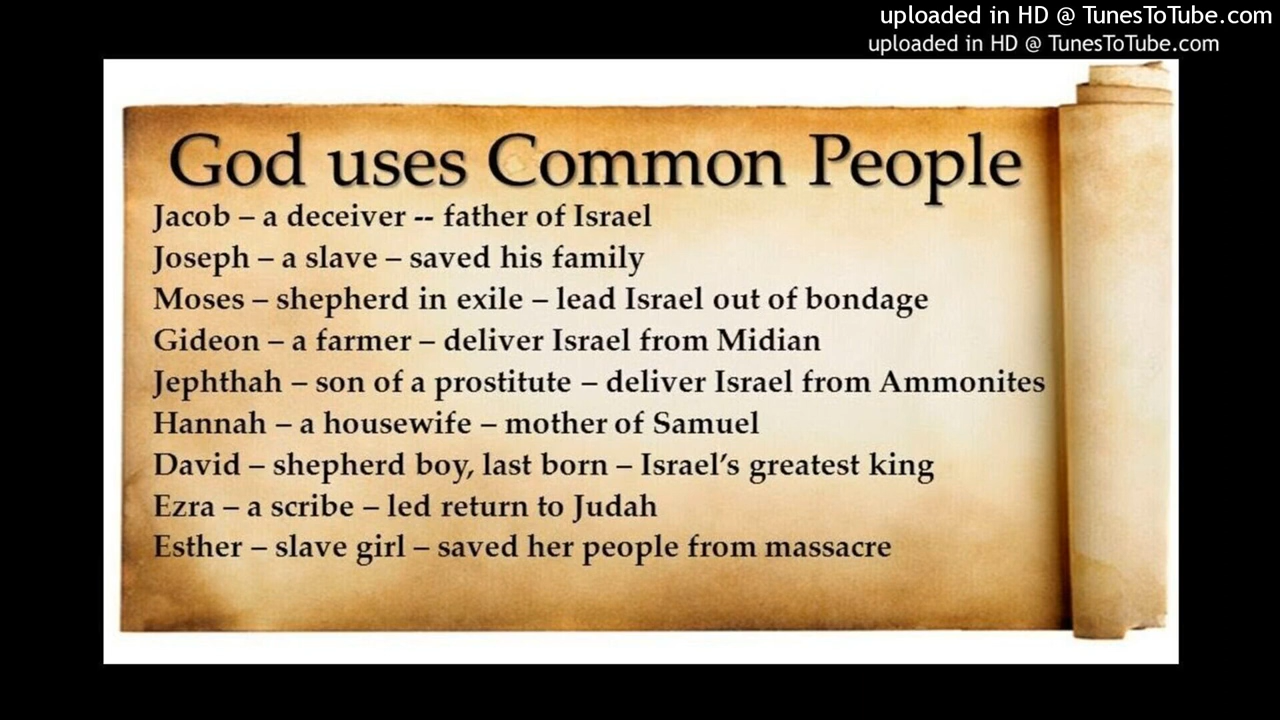 uploaded in HD @ TunesToTube.com
uploaded in HD @ TunesToTube.com
God uses Common People
Jacob – a deceiver -- father of Israel
Joseph – a slave – saved his family
Moses – shepherd in exile – lead Israel out of bondage
Gideon – a farmer – deliver Israel from Midian
Jephthah – son of a prostitute – deliver Israel from Ammonites
Hannah – a housewife – mother of Samuel
David – shepherd boy, last born – Israel’s greatest king
Ezra – a scribe – led return to Judah
Esther – slave girl – saved her people from massacre